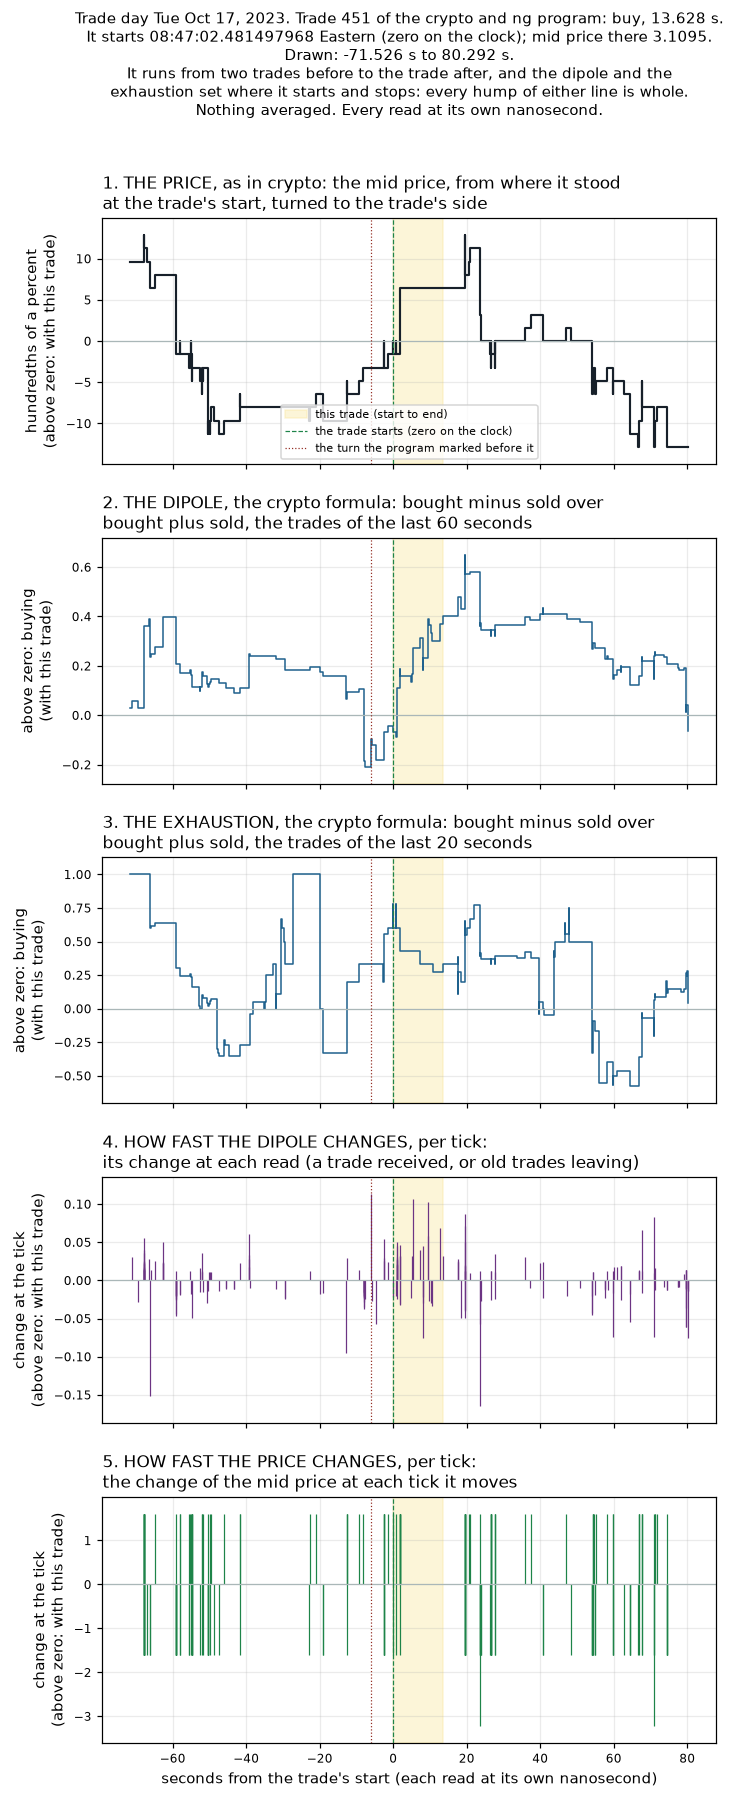 Trade day Tue Oct 17, 2023. Trade 451 of the crypto and ng program: buy, 13.628 s.
It starts 08:47:02.481497968 Eastern (zero on the clock); mid price there 3.1095.
Drawn: -71.526 s to 80.292 s.
It runs from two trades before to the trade after, and the dipole and the
exhaustion set where it starts and stops: every hump of either line is whole.
Nothing averaged. Every read at its own nanosecond.
1. THE PRICE, as in crypto: the mid price, from where it stood
at the trade's start, turned to the trade's side
hundredths of a percent
(above zero: with this trade)
10
5
0
−5
−10
this trade (start to end)
the trade starts (zero on the clock)
the turn the program marked before it
2. THE DIPOLE, the crypto formula: bought minus sold over
bought plus sold, the trades of the last 60 seconds
above zero: buying
(with this trade)
0.6
0.4
0.2
0.0
−0.2
3. THE EXHAUSTION, the crypto formula: bought minus sold over
bought plus sold, the trades of the last 20 seconds
above zero: buying
(with this trade)
1.00
0.75
0.50
0.25
0.00
−0.25
−0.50
4. HOW FAST THE DIPOLE CHANGES, per tick:
its change at each read (a trade received, or old trades leaving)
change at the tick
(above zero: with this trade)
0.10
0.05
0.00
−0.05
−0.10
−0.15
5. HOW FAST THE PRICE CHANGES, per tick:
the change of the mid price at each tick it moves
change at the tick
(above zero: with this trade)
1
0
−1
−2
−3
−60 −40 −20 0 20 40 60 80
seconds from the trade's start (each read at its own nanosecond)